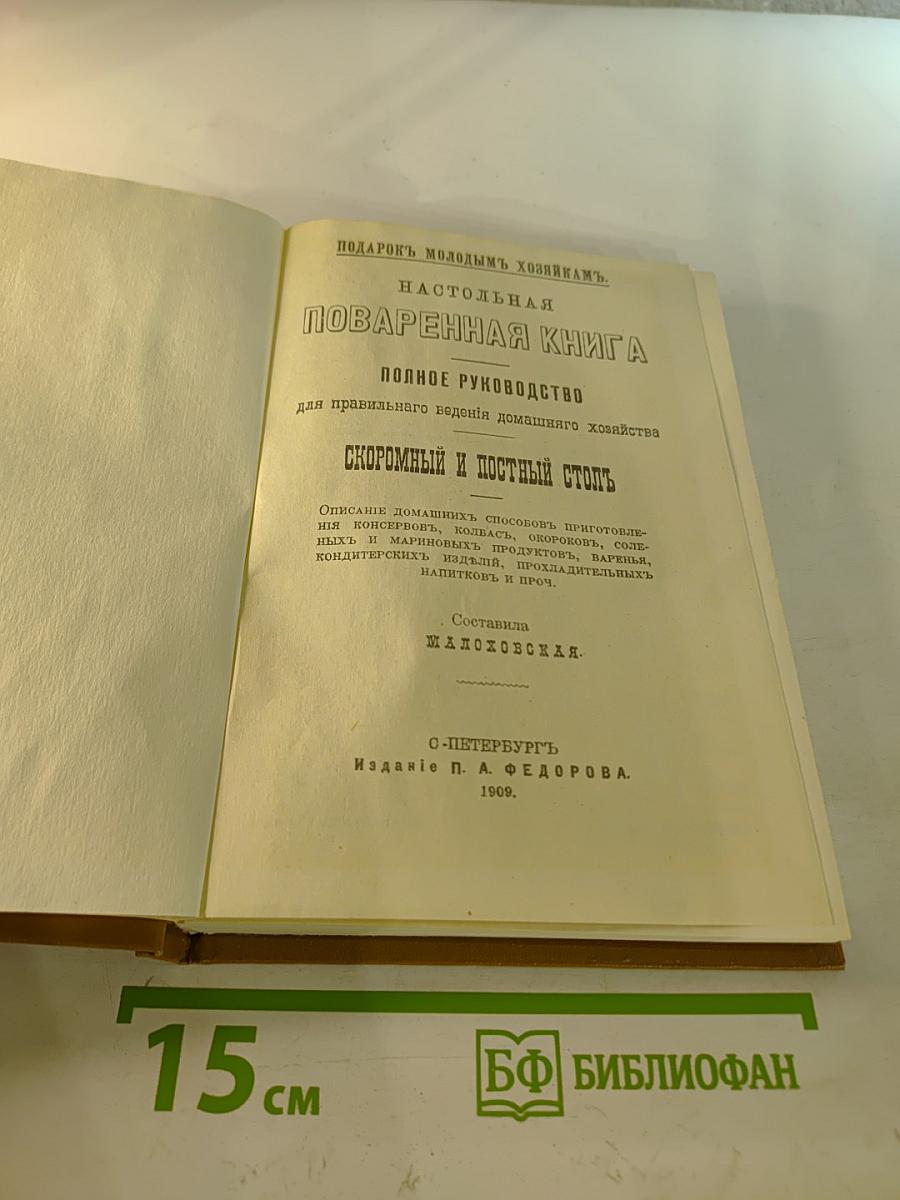 ПОДАРОКЪ МОЛОДЫМЪ ХОЗЯЙКАМЪ.
НАСТОЛЬНАЯ
ПОВАРЕННАЯ КНИГА
ПОЛНОЕ РУКОВОДСТВО
для правильнаго веденія домашняго хозяйства
СКОРОМНЫЙ И ПОСТНЫЙ СТОЛЪ
ОПИСАНІЕ ДОМАШНИХЪ СПОСОБОВЪ ПРИГОТОВЛЕ-
НІЯ КОНСЕРВОВЪ, КОЛБАСЪ, ОКОРОКОВЪ, СОЛЕ-
НЫХЪ И МАРИНОВЫХЪ ПРОДУКТОВЪ, ВАРЕНЬЯ,
КОНДИТЕРСКИХЪ ИЗДѢЛІЙ, ПРОХЛАДИТЕЛЬНЫХЪ
НАПИТКОВЪ И ПРОЧ.
Составила
МАЛОХОВСКАЯ.
С-ПЕТЕРБУРГЪ
Изданіе П. А. ФЕДОРОВА.
1909.
15 см
БФ БИБЛИОФАН